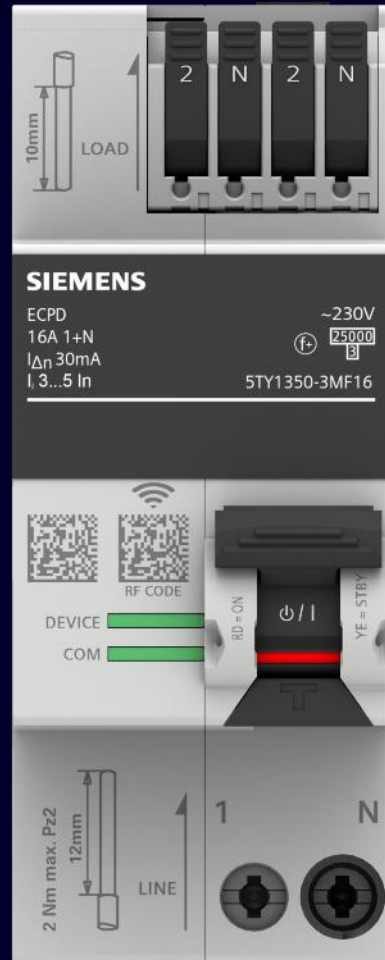 2 N 2 N
10mm
LOAD
SIEMENS
ECPD
16A 1+N
IΔn 30mA
Ii 3...5 In
~230V
f+ 25000
3
5TY1350-3MF16
RF CODE
DEVICE
COM
RD = ON
⏻/I
YE = STBY
T
2 Nm max. Pz2
12mm
LINE
1 N